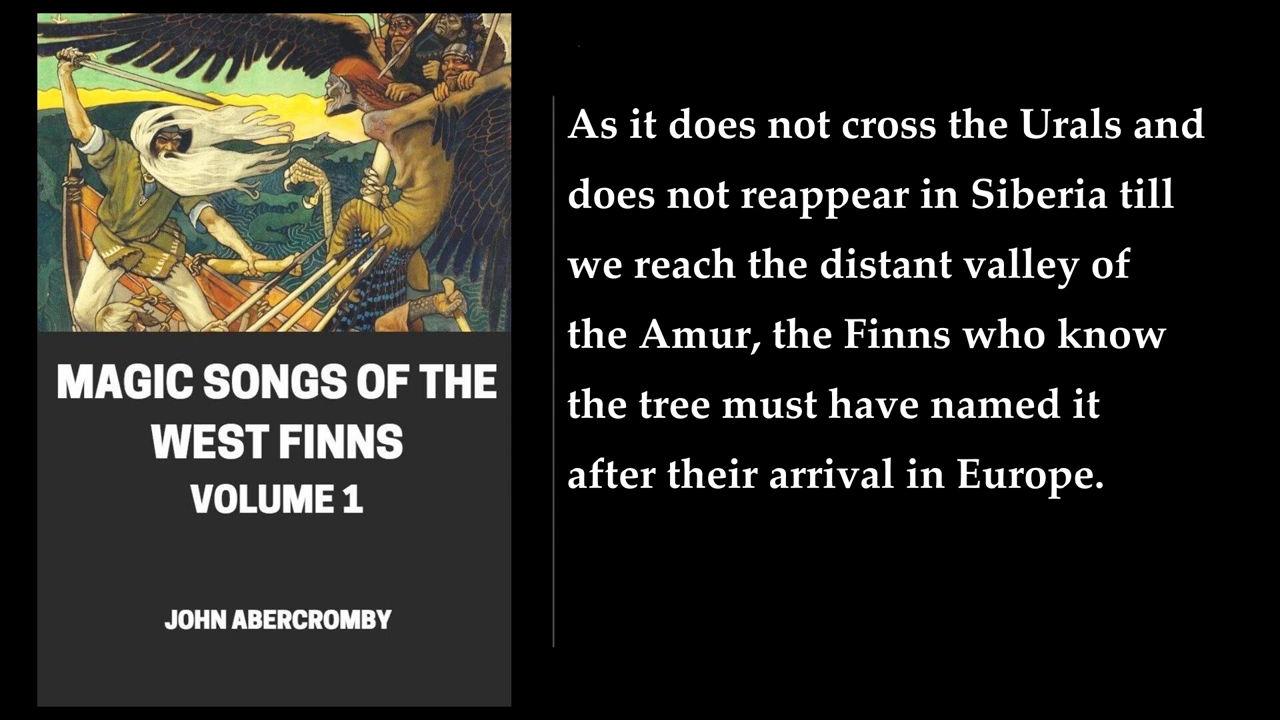 MAGIC SONGS OF THE
WEST FINNS
VOLUME 1
JOHN ABERCROMBY
As it does not cross the Urals and
does not reappear in Siberia till
we reach the distant valley of
the Amur, the Finns who know
the tree must have named it
after their arrival in Europe.